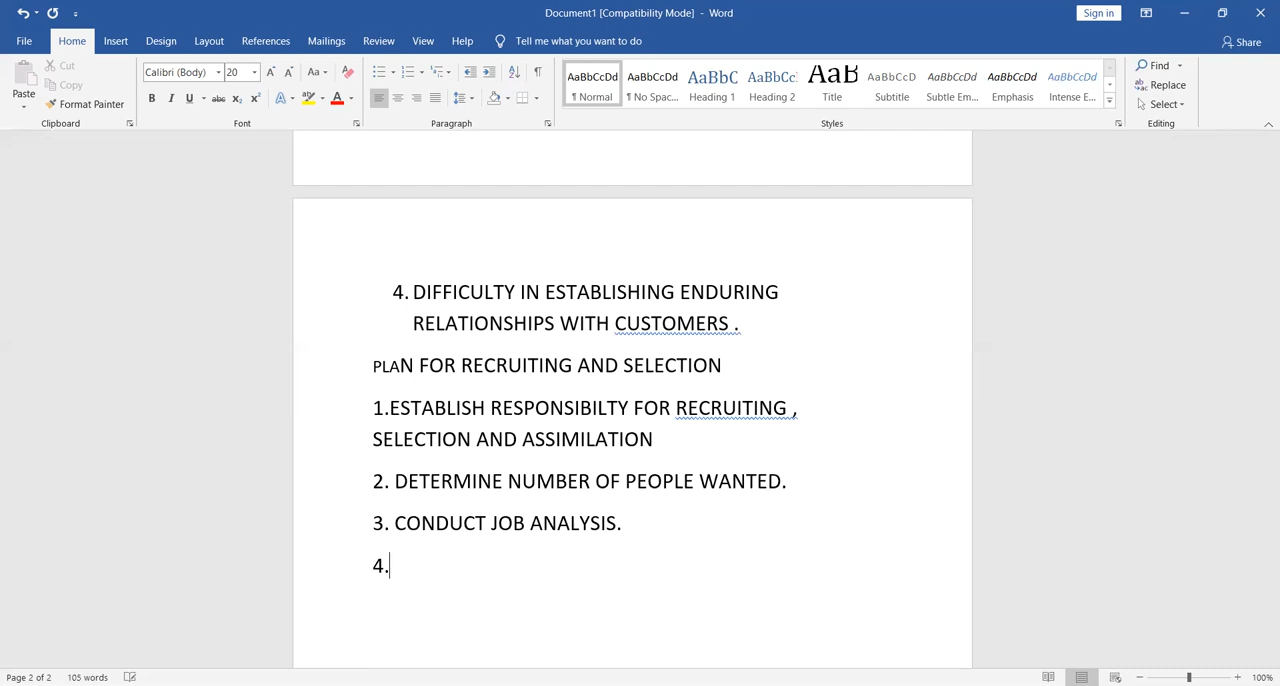 Document1 [Compatibility Mode] - Word
Sign in
File Home Insert Design Layout References Mailings Review View Help Tell me what you want to do Share
Cut
Copy
Paste
Format Painter
Calibri (Body) 20
AaBbCcDd AaBbCcDd AaBbC AaBbCc AaB AaBbCcD AaBbCcDd AaBbCcDd AaBbCcDd
¶ Normal ¶ No Spac... Heading 1 Heading 2 Title Subtitle Subtle Em... Emphasis Intense E...
Find
Replace
Select
Clipboard Font Paragraph Styles Editing
4. DIFFICULTY IN ESTABLISHING ENDURING
RELATIONSHIPS WITH CUSTOMERS .
PLAN FOR RECRUITING AND SELECTION
1.ESTABLISH RESPONSIBILTY FOR RECRUITING ,
SELECTION AND ASSIMILATION
2. DETERMINE NUMBER OF PEOPLE WANTED.
3. CONDUCT JOB ANALYSIS.
4.
Page 2 of 2 105 words 100%